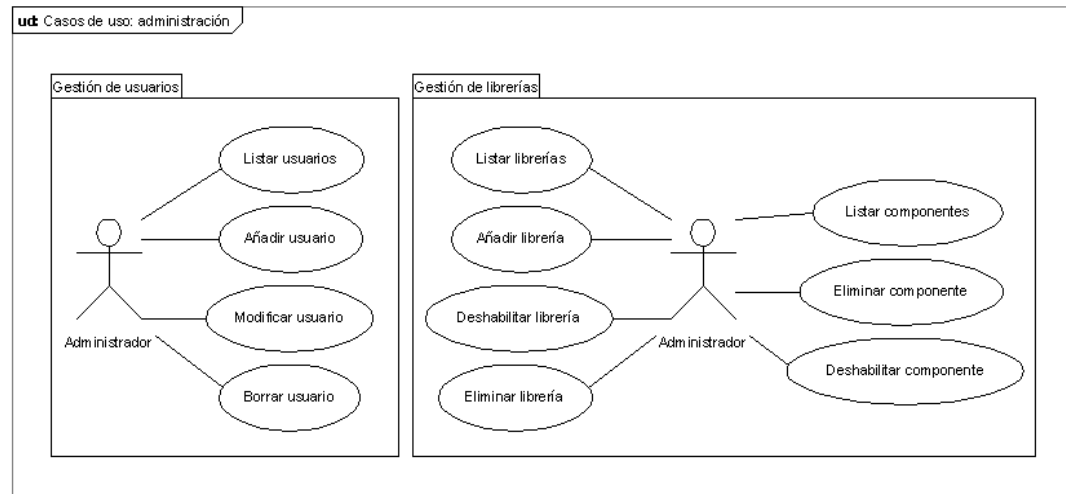 ud: Casos de uso: administración
Gestión de usuarios
Listar usuarios
Añadir usuario
Modificar usuario
Administrador
Borrar usuario
Gestión de librerías
Listar librerías
Añadir librería
Deshabilitar librería
Eliminar librería
Administrador
Listar componentes
Eliminar componente
Deshabilitar componente